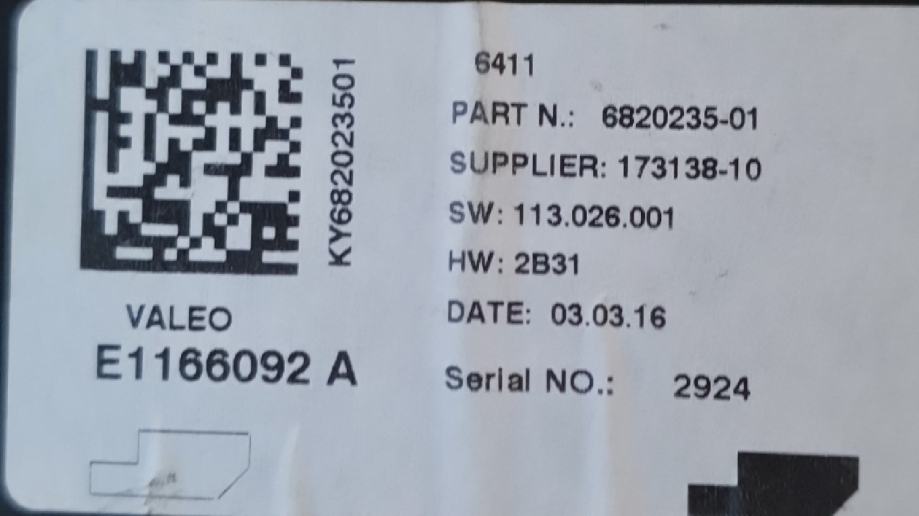 KY682023501
VALEO
E1166092 A
6411
PART N.: 6820235-01
SUPPLIER: 173138-10
SW: 113.026.001
HW: 2B31
DATE: 03.03.16
Serial NO.: 2924